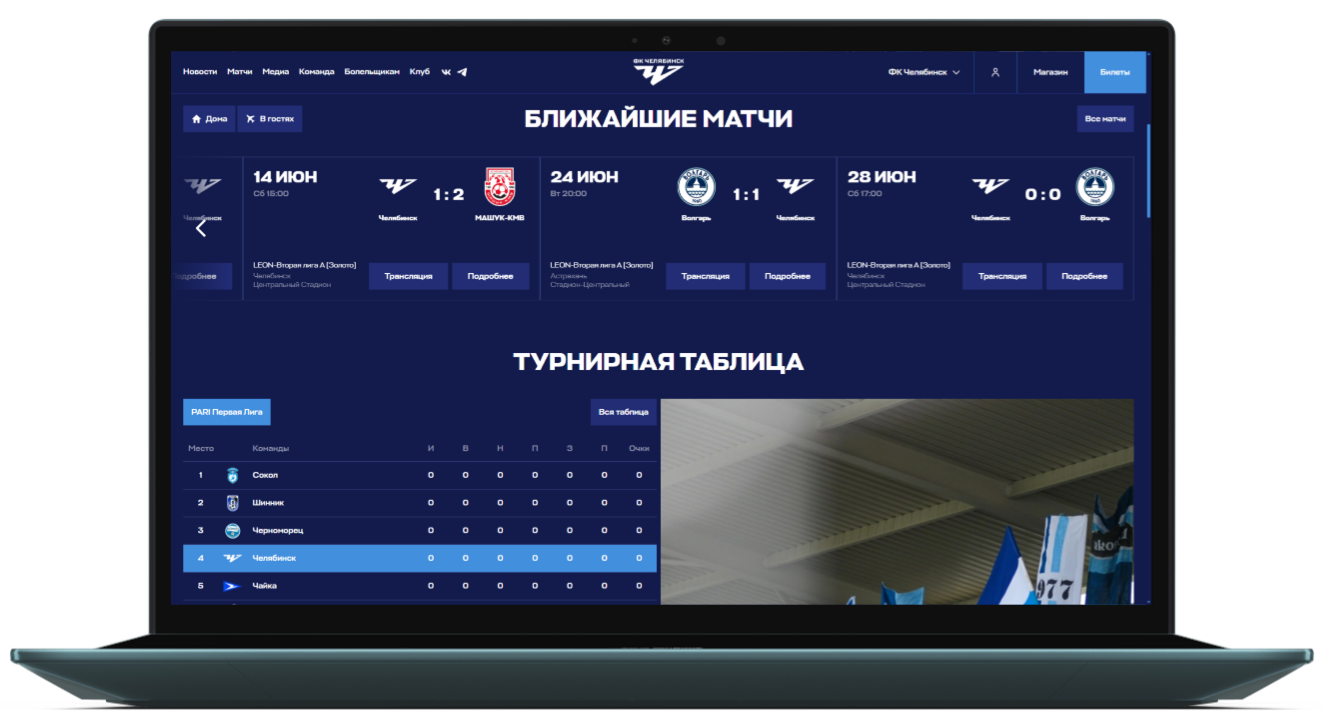 Новости Матчи Медиа Команда Болельщикам Клуб
ФК ЧЕЛЯБИНСК
ФК Челябинск
Магазин
Билеты
Дома
В гостях
БЛИЖАЙШИЕ МАТЧИ
Все матчи
Челябинск
Подробнее
14 ИЮН
Сб 15:00
1:2
Челябинск
МАШУК-КМВ
LEON-Вторая лига А [Золото]
Челябинск
Центральный Стадион
Трансляция
Подробнее
24 ИЮН
Вт 20:00
1:1
Волгарь
Челябинск
LEON-Вторая лига А [Золото]
Астрахань
Стадион-Центральный
Трансляция
Подробнее
28 ИЮН
Сб 17:00
0:0
Челябинск
Волгарь
LEON-Вторая лига А [Золото]
Челябинск
Центральный Стадион
Трансляция
Подробнее
ТУРНИРНАЯ ТАБЛИЦА
PARI Первая Лига
Вся таблица
Место Команды И В Н П З П Очки
1 Сокол 0 0 0 0 0 0 0
2 Шинник 0 0 0 0 0 0 0
3 Черноморец 0 0 0 0 0 0 0
4 Челябинск 0 0 0 0 0 0 0
5 Чайка 0 0 0 0 0 0 0
977